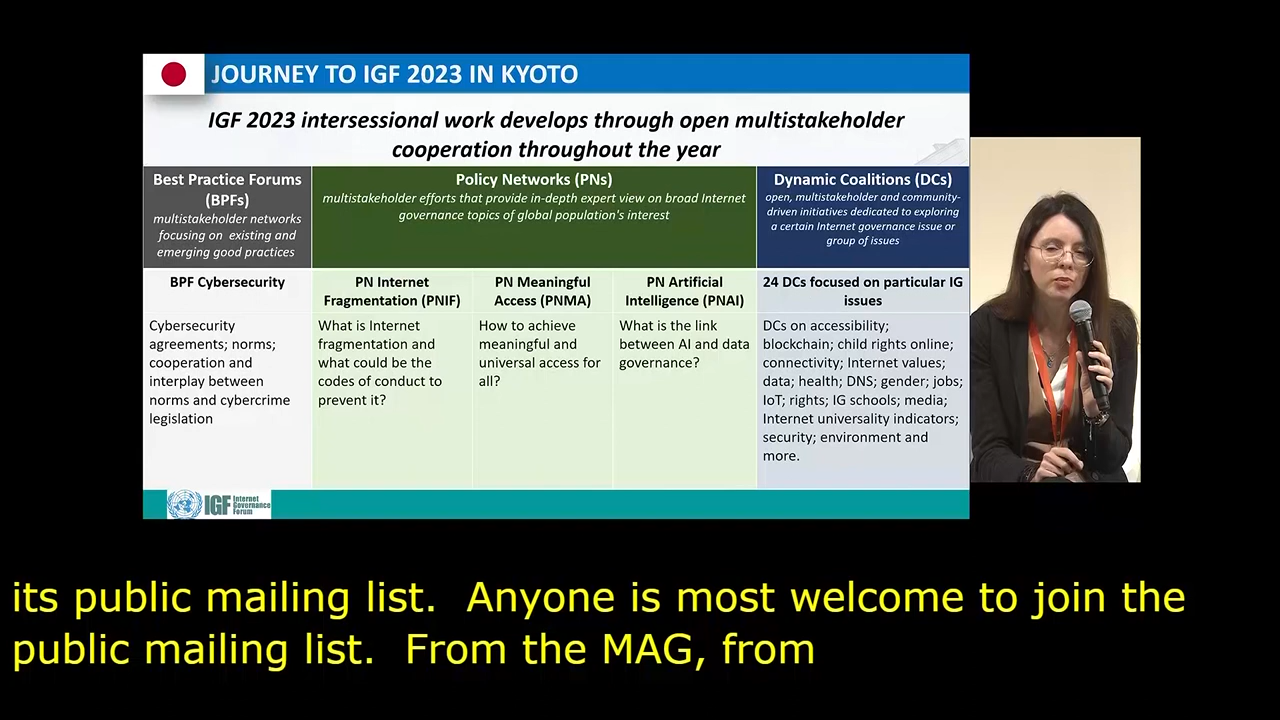 JOURNEY TO IGF 2023 IN KYOTO
IGF 2023 intersessional work develops through open multistakeholder
cooperation throughout the year
Best Practice Forums
(BPFs)
multistakeholder networks
focusing on existing and
emerging good practices
Policy Networks (PNs)
multistakeholder efforts that provide in-depth expert view on broad Internet
governance topics of global population's interest
Dynamic Coalitions (DCs)
open, multistakeholder and community-
driven initiatives dedicated to exploring
a certain Internet governance issue or
group of issues
BPF Cybersecurity
PN Internet
Fragmentation (PNIF)
PN Meaningful
Access (PNMA)
PN Artificial
Intelligence (PNAI)
24 DCs focused on particular IG
issues
Cybersecurity
agreements; norms;
cooperation and
interplay between
norms and cybercrime
legislation
What is Internet
fragmentation and
what could be the
codes of conduct to
prevent it?
How to achieve
meaningful and
universal access for
all?
What is the link
between AI and data
governance?
DCs on accessibility;
blockchain; child rights online;
connectivity; Internet values;
data; health; DNS; gender; jobs;
IoT; rights; IG schools; media;
Internet universality indicators;
security; environment and
more.
IGF
Internet
Governance
Forum
its public mailing list.  Anyone is most welcome to join the
public mailing list.  From the MAG, from